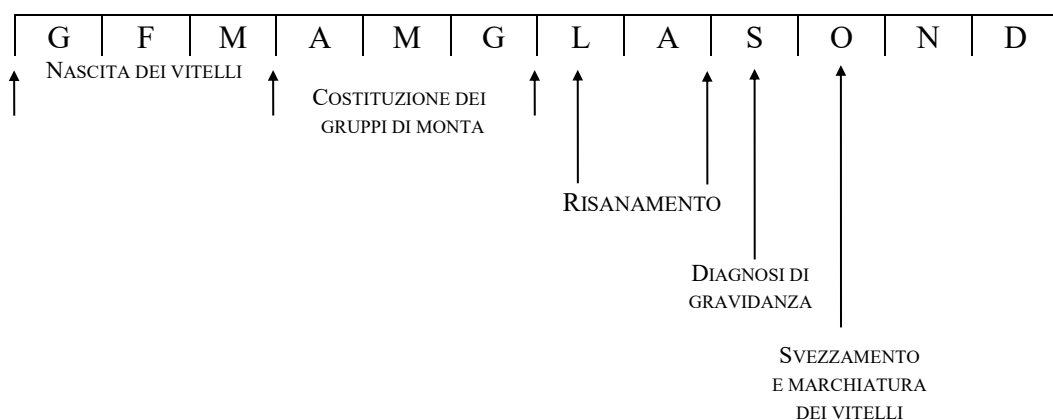 G F M A M G L A S O N D
NASCITA DEI VITELLI
COSTITUZIONE DEI
GRUPPI DI MONTA
RISANAMENTO
DIAGNOSI DI
GRAVIDANZA
SVEZZAMENTO
E MARCHIATURA
DEI VITELLI